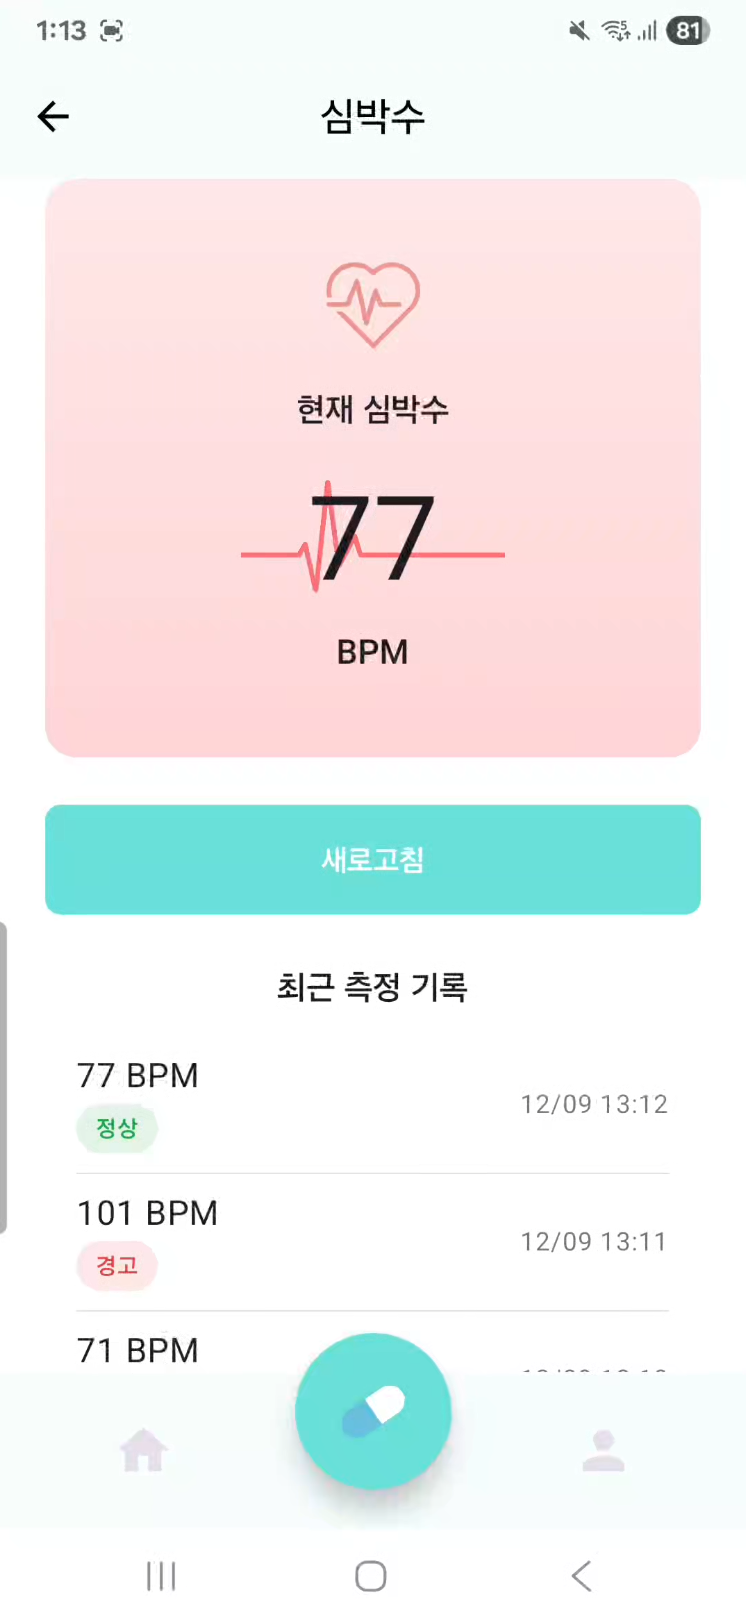 1:13
81
심박수
현재 심박수
77
BPM
새로고침
최근 측정 기록
77 BPM
12/09 13:12
정상
101 BPM
12/09 13:11
경고
71 BPM